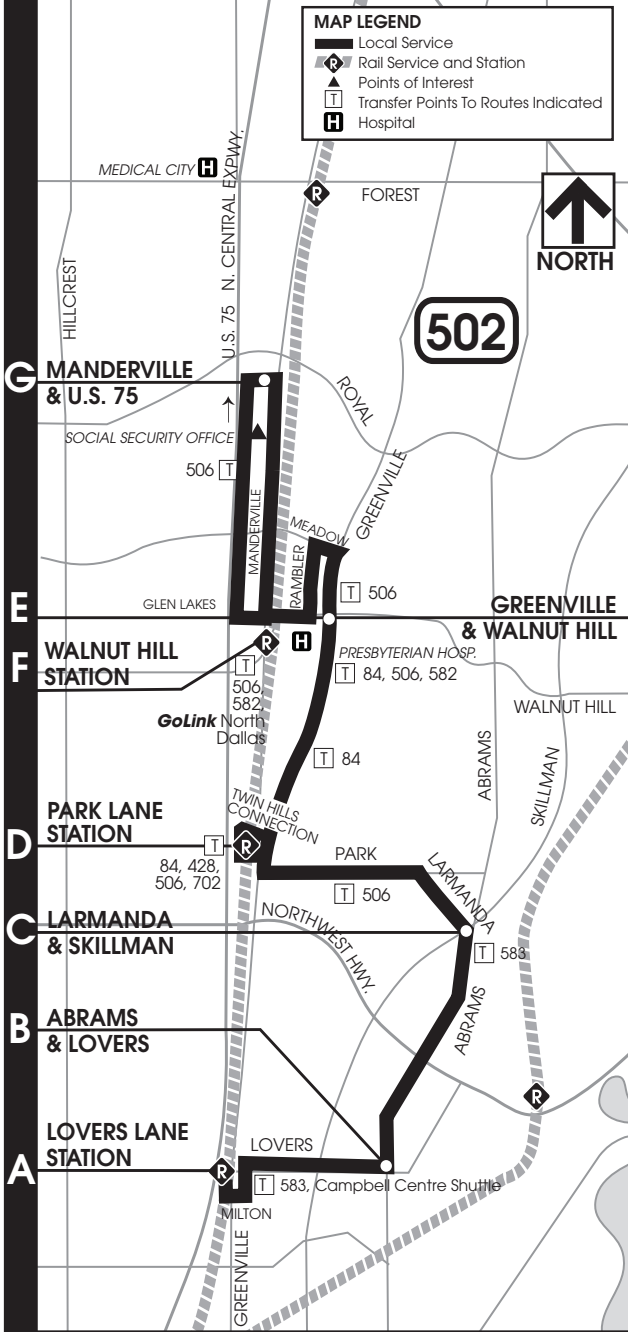 MAP LEGEND
Local Service
R Rail Service and Station
Points of Interest
T Transfer Points To Routes Indicated
H Hospital
MEDICAL CITY H
U.S. 75 N. CENTRAL EXPWY.
R
FOREST
NORTH
HILLCREST
502
G MANDERVILLE
& U.S. 75
ROYAL
SOCIAL SECURITY OFFICE
506 T
GREENVILLE
MANDERVILLE
MEADOW
RAMBLER
T 506
GLEN LAKES
E
GREENVILLE
& WALNUT HILL
F WALNUT HILL
STATION
R
H
PRESBYTERIAN HOSP.
T 84, 506, 582
T
506,
582,
GoLink North
Dallas
WALNUT HILL
ABRAMS
SKILLMAN
T 84
TWIN HILLS
CONNECTION
D PARK LANE
STATION
T
84, 428,
506, 702
R
PARK
T 506
LARMANDA
C LARMANDA
& SKILLMAN
NORTHWEST HWY.
T 583
ABRAMS
B ABRAMS
& LOVERS
R
A LOVERS LANE
STATION
R
LOVERS
T 583, Campbell Centre Shuttle
MILTON
GREENVILLE